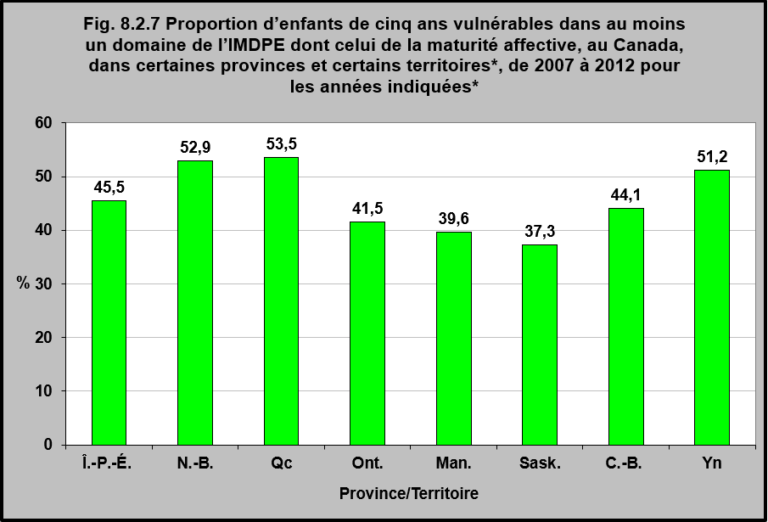 Fig. 8.2.7 Proportion d’enfants de cinq ans vulnérables dans au moins
un domaine de l’IMDPE dont celui de la maturité affective, au Canada,
dans certaines provinces et certains territoires*, de 2007 à 2012 pour
les années indiquées*
60
50
40
% 30
20
10
0
45,5
52,9
53,5
41,5
39,6
37,3
44,1
51,2
Î.-P.-É. N.-B. Qc Ont. Man. Sask. C.-B. Yn
Province/Territoire